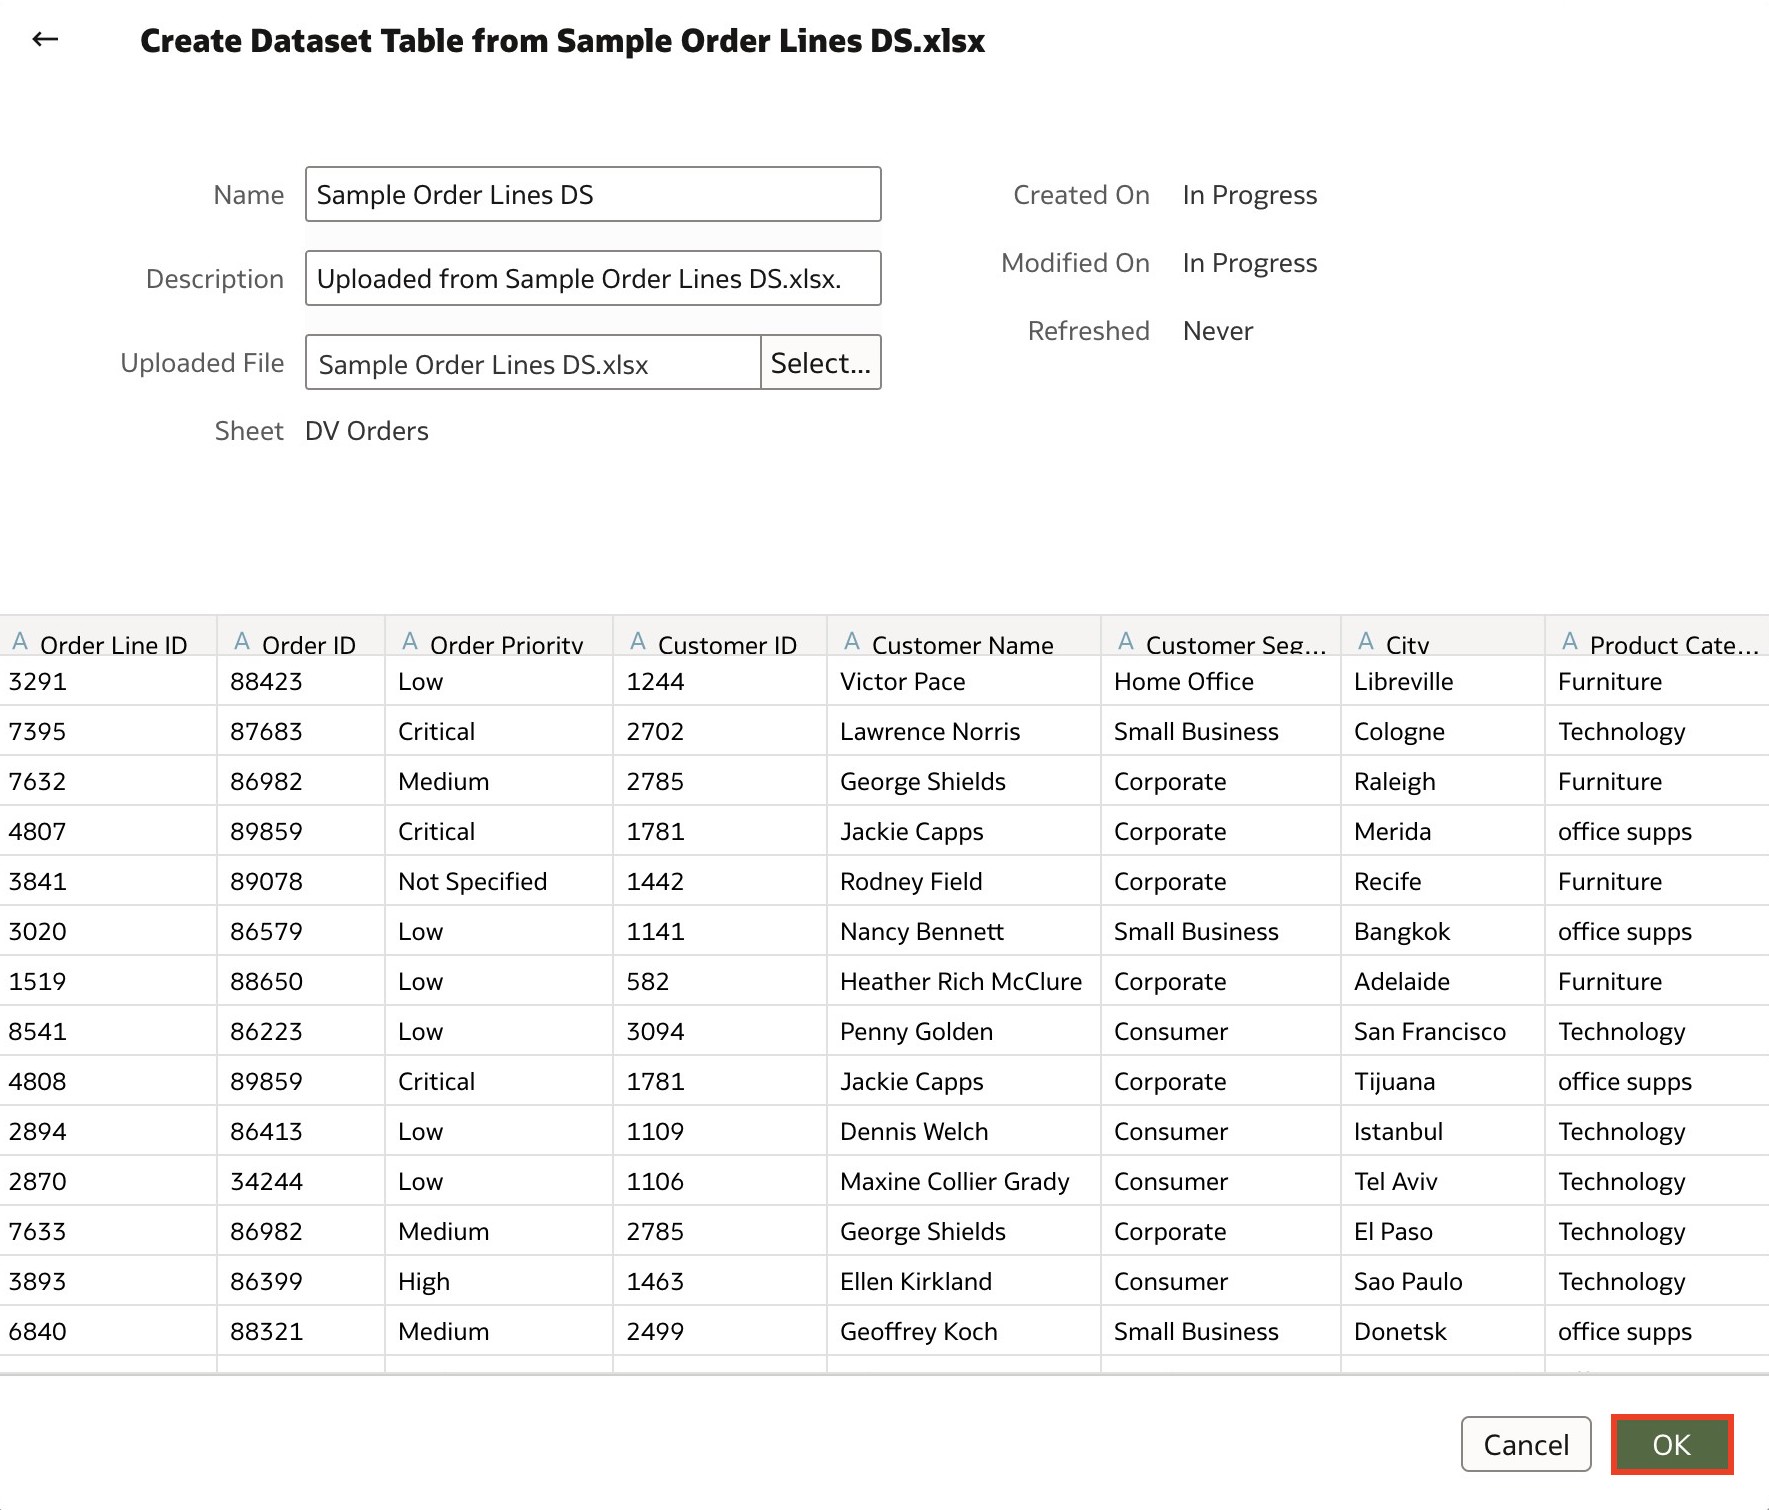 ← Create Dataset Table from Sample Order Lines DS.xlsx
Name Sample Order Lines DS Created On In Progress
Description Uploaded from Sample Order Lines DS.xlsx. Modified On In Progress
Refreshed Never
Uploaded File Sample Order Lines DS.xlsx Select...
Sheet DV Orders
A Order Line ID A Order ID A Order Priority A Customer ID A Customer Name A Customer Seg... A City A Product Cate...
3291 88423 Low 1244 Victor Pace Home Office Libreville Furniture
7395 87683 Critical 2702 Lawrence Norris Small Business Cologne Technology
7632 86982 Medium 2785 George Shields Corporate Raleigh Furniture
4807 89859 Critical 1781 Jackie Capps Corporate Merida office supps
3841 89078 Not Specified 1442 Rodney Field Corporate Recife Furniture
3020 86579 Low 1141 Nancy Bennett Small Business Bangkok office supps
1519 88650 Low 582 Heather Rich McClure Corporate Adelaide Furniture
8541 86223 Low 3094 Penny Golden Consumer San Francisco Technology
4808 89859 Critical 1781 Jackie Capps Corporate Tijuana office supps
2894 86413 Low 1109 Dennis Welch Consumer Istanbul Technology
2870 34244 Low 1106 Maxine Collier Grady Consumer Tel Aviv Technology
7633 86982 Medium 2785 George Shields Corporate El Paso Technology
3893 86399 High 1463 Ellen Kirkland Consumer Sao Paulo Technology
6840 88321 Medium 2499 Geoffrey Koch Small Business Donetsk office supps
Cancel OK